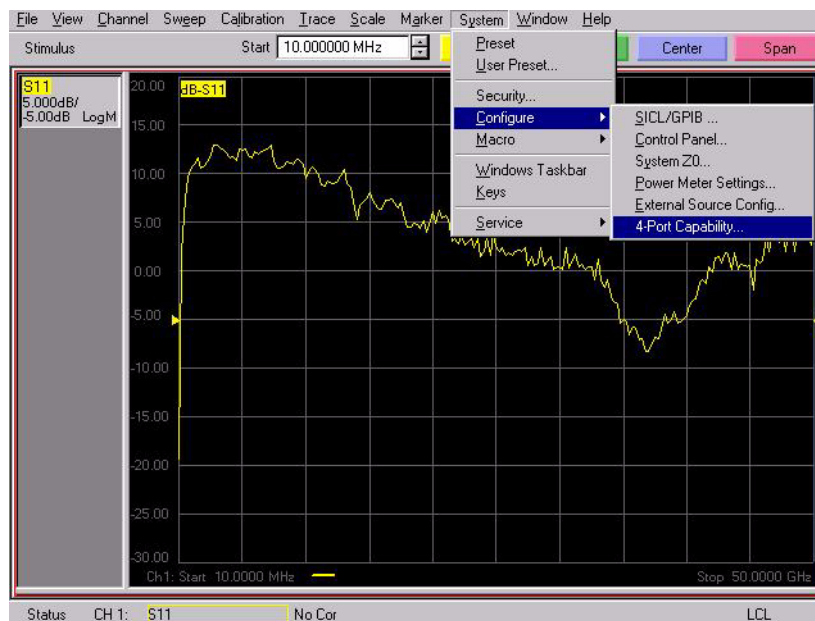 File View Channel Sweep Calibration Trace Scale Marker System Window Help
Stimulus Start 10.000000 MHz Center Span
Preset
User Preset...
Security...
Configure
Macro
Windows Taskbar
Keys
Service
SICL/GPIB ...
Control Panel...
System Z0...
Power Meter Settings...
External Source Config...
4-Port Capability...
S11
5.000dB/
-5.00dB LogM
dB-S11
20.00
15.00
10.00
5.00
0.00
-5.00
-10.00
-15.00
-20.00
-25.00
-30.00
Ch1: Start 10.0000 MHz Stop 50.0000 GHz
Status CH 1: S11 No Cor LCL